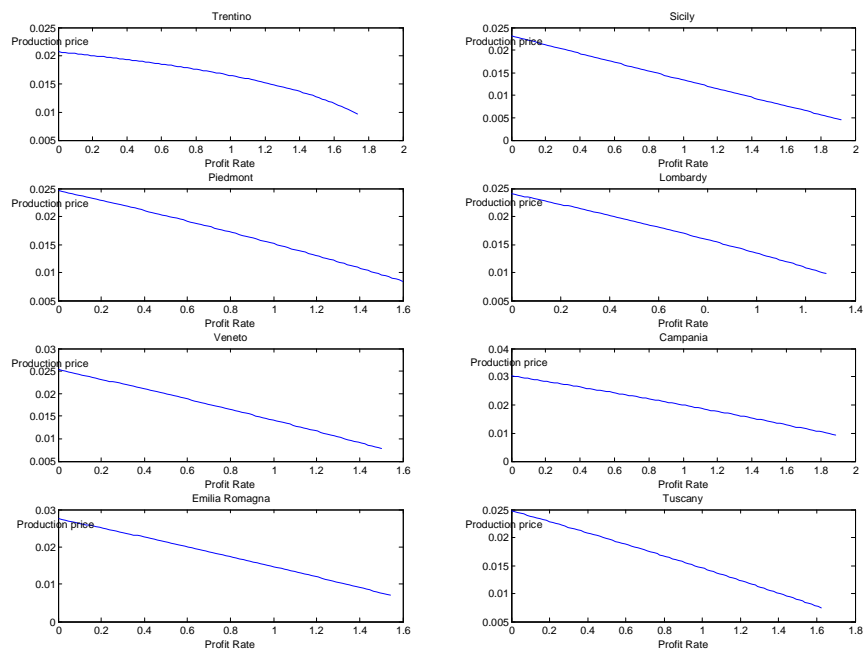 Trentino
0.025
Production price
0.02
0.015
0.01
0.005
0 0.2 0.4 0.6 0.8 1 1.2 1.4 1.6 1.8 2
Profit Rate
Sicily
0.025
Production price
0.02
0.015
0.01
0.005
0
0 0.2 0.4 0.6 0.8 1 1.2 1.4 1.6 1.8 2
Profit Rate
Piedmont
0.025
Production price
0.02
0.015
0.01
0.005
0 0.2 0.4 0.6 0.8 1 1.2 1.4 1.6
Profit Rate
Lombardy
0.025
Production price
0.02
0.015
0.01
0.005
0 0.2 0.4 0.6 0. 1 1. 1.4
Profit Rate
Veneto
0.03
Production price
0.025
0.02
0.015
0.01
0.005
0 0.2 0.4 0.6 0.8 1 1.2 1.4 1.6
Profit Rate
Campania
0.04
Production price
0.03
0.02
0.01
0
0 0.2 0.4 0.6 0.8 1 1.2 1.4 1.6 1.8 2
Profit Rate
Emilia Romagna
0.03
Production price
0.02
0.01
0
0 0.2 0.4 0.6 0.8 1 1.2 1.4 1.6
Profit Rate
Tuscany
0.025
Production price
0.02
0.015
0.01
0.005
0 0.2 0.4 0.6 0.8 1 1.2 1.4 1.6 1.8
Profit Rate